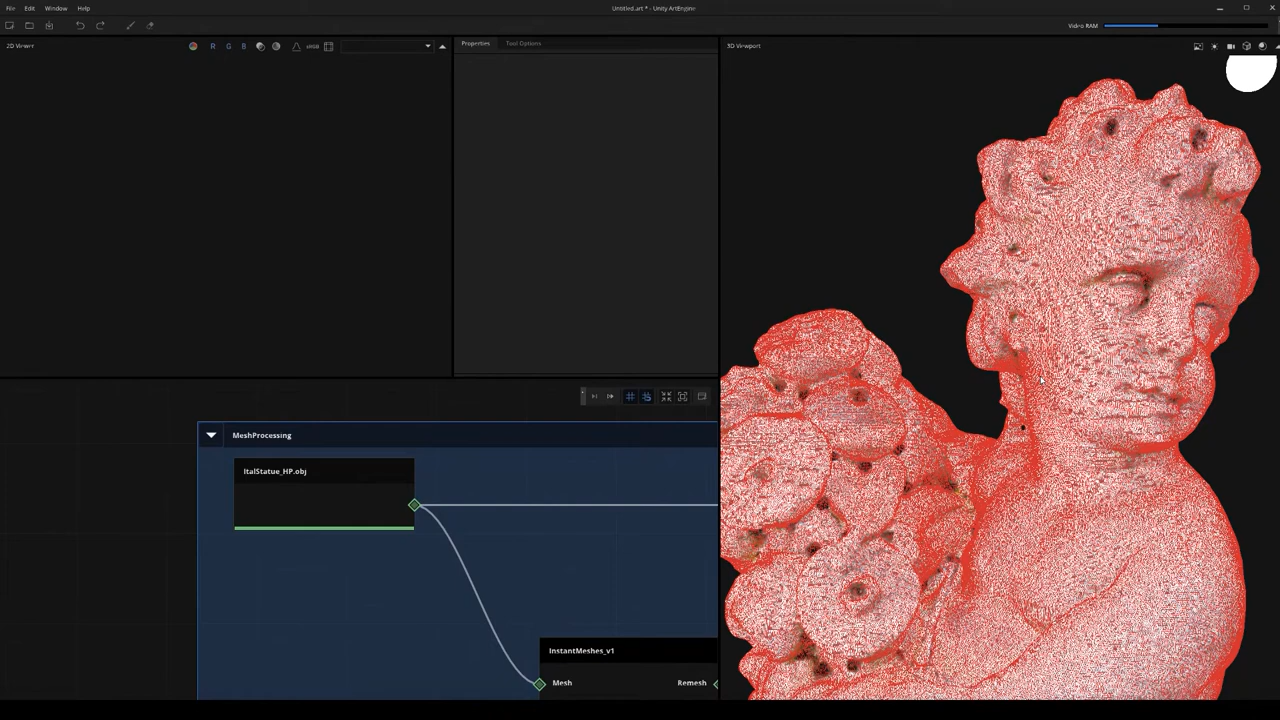 Untitled.art * - Unity ArtEngine
File Edit Window Help
Video RAM
2D Viewer
R G B
sRGB
Properties Tool Options
3D Viewport
MeshProcessing
ItalStatue_HP.obj
InstantMeshes_v1
Mesh Remesh